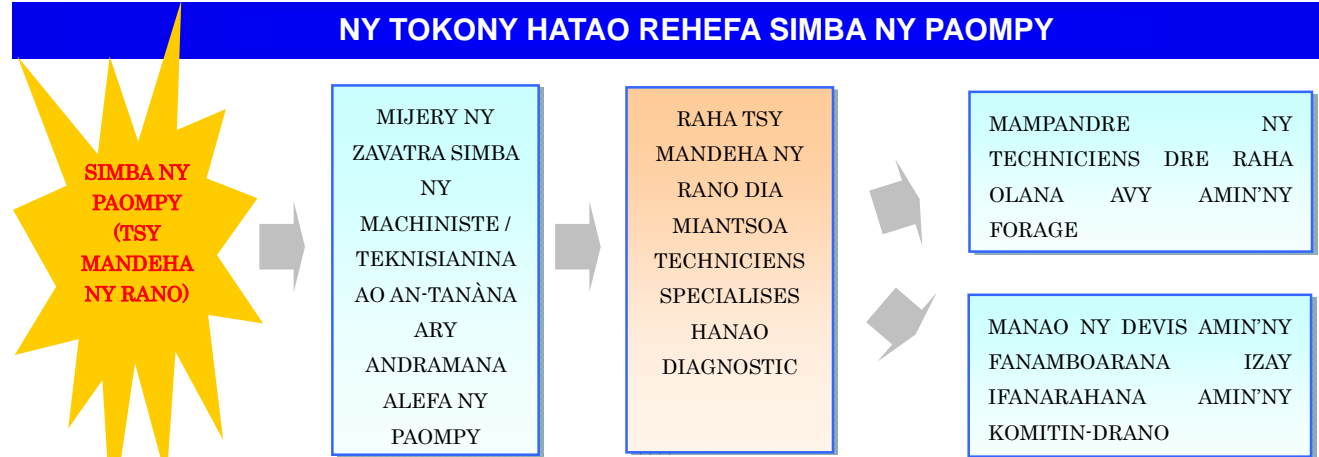 NY TOKONY HATAO REHEFA SIMBA NY PAOMPY
SIMBA NY
PAOMPY
(TSY
MANDEHA
NY RANO)
MIJERY NY
ZAVATRA SIMBA
NY
MACHINISTE /
TEKNISIANINA
AO AN-TANÀNA
ARY
ANDRAMANA
ALEFA NY
PAOMPY
RAHA TSY
MANDEHA NY
RANO DIA
MIANTSOA
TECHNICIENS
SPECIALISES
HANAO
DIAGNOSTIC
MAMPANDRE NY
TECHNICIENS DRE RAHA
OLANA AVY AMIN'NY
FORAGE
MANAO NY DEVIS AMIN'NY
FANAMBOARANA IZAY
IFANARAHANA AMIN'NY
KOMITIN-DRANO